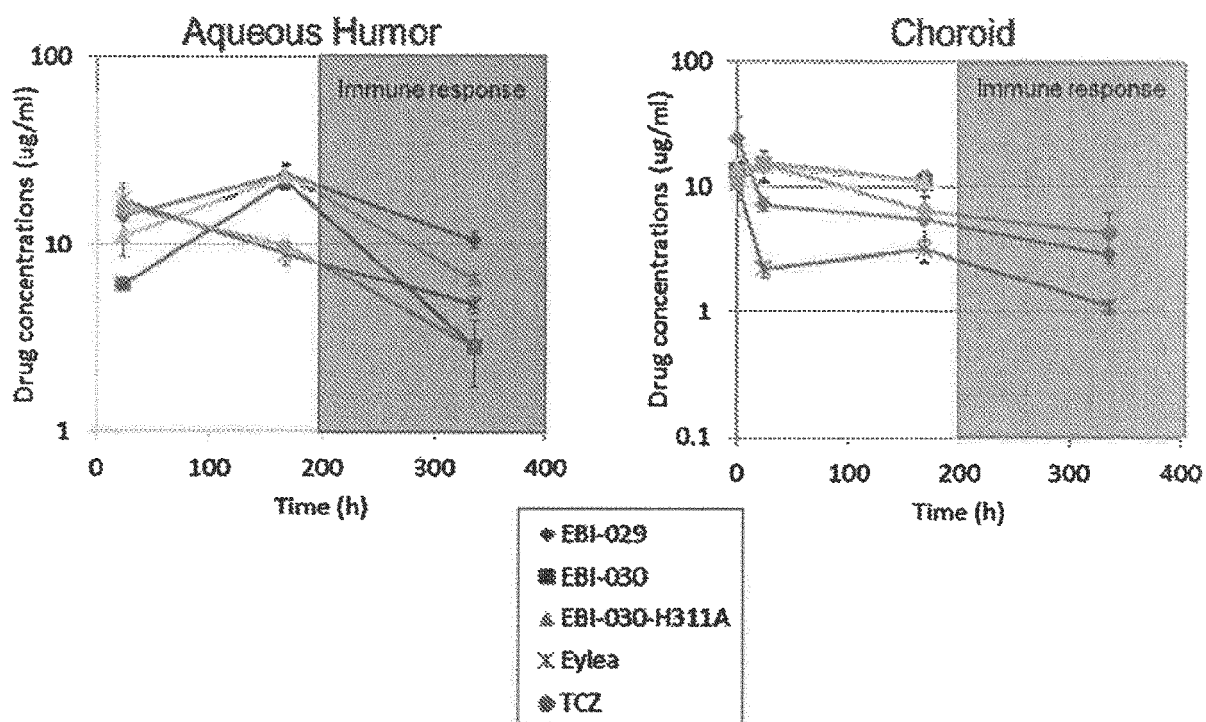 Aqueous Humor
100
10
1
Drug concentrations (ug/ml)
Immune response
0 100 200 300 400
Time (h)
Choroid
100
10
1
0.1
Drug concentrations (ug/ml)
Immune response
0 100 200 300 400
Time (h)
EBI-029
EBI-030
EBI-030-H311A
Eylea
TCZ